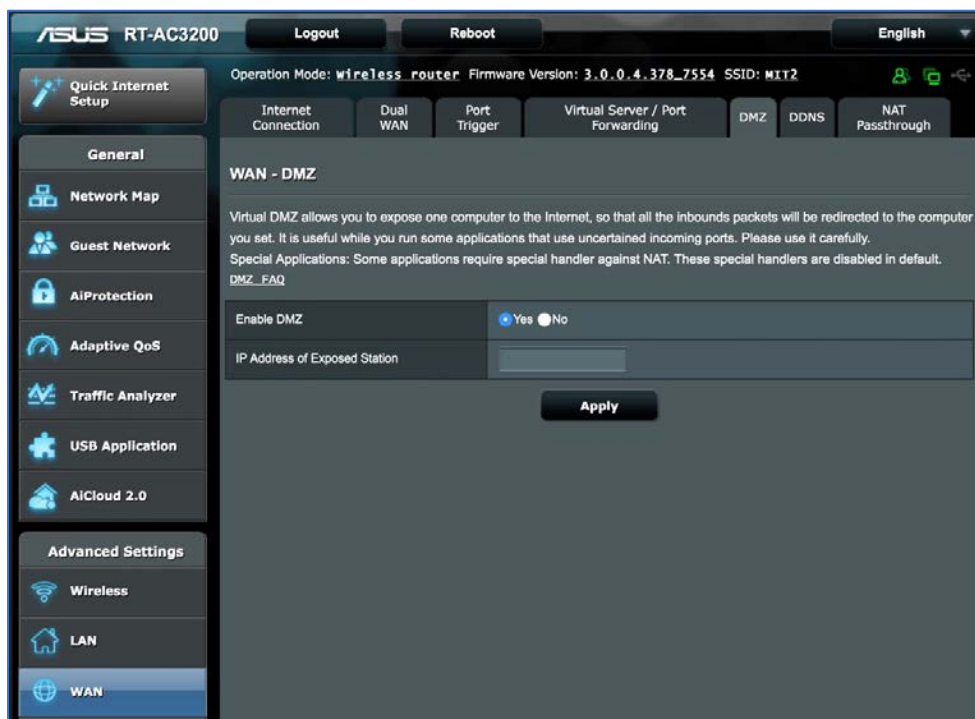 ASUS RT-AC3200
Logout
Reboot
English
Quick Internet
Setup
Operation Mode: Wireless router Firmware Version: 3.0.0.4.378_7554 SSID: MIT2
Internet
Connection
Dual
WAN
Port
Trigger
Virtual Server / Port
Forwarding
DMZ
DDNS
NAT
Passthrough
General
Network Map
Guest Network
AiProtection
Adaptive QoS
Traffic Analyzer
USB Application
AiCloud 2.0
Advanced Settings
Wireless
LAN
WAN
WAN - DMZ
Virtual DMZ allows you to expose one computer to the Internet, so that all the inbounds packets will be redirected to the computer
you set. It is useful while you run some applications that use uncertained incoming ports. Please use it carefully.
Special Applications: Some applications require special handler against NAT. These special handlers are disabled in default.
DMZ FAQ
Enable DMZ
Yes No
IP Address of Exposed Station
Apply